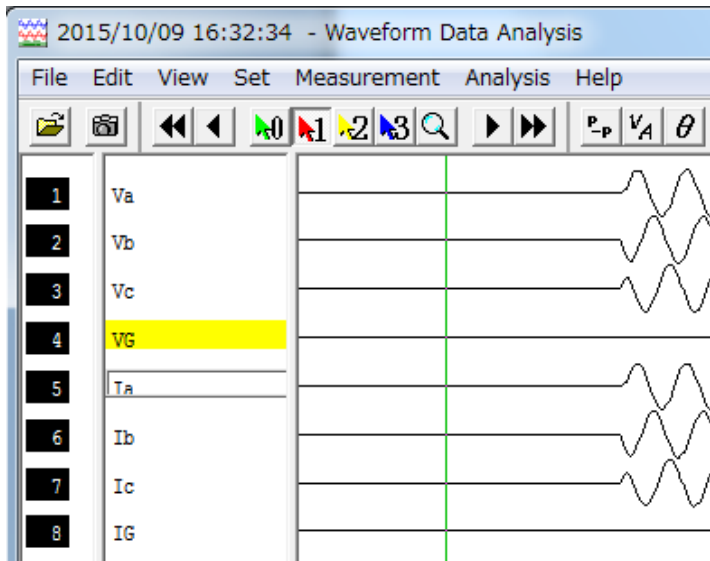 2015/10/09 16:32:34 - Waveform Data Analysis
File Edit View Set Measurement Analysis Help
0 1 2 3 P-P V/A θ
1 Va
2 Vb
3 Vc
4 VG
5 Ia
6 Ib
7 Ic
8 IG